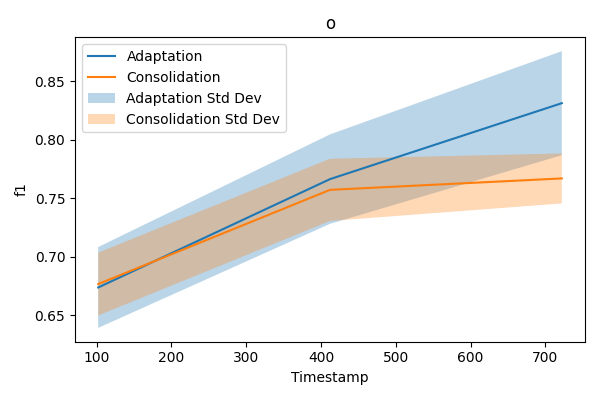 o
Adaptation
Consolidation
Adaptation Std Dev
Consolidation Std Dev
0.85
0.80
0.75
0.70
0.65
f1
100 200 300 400 500 600 700
Timestamp